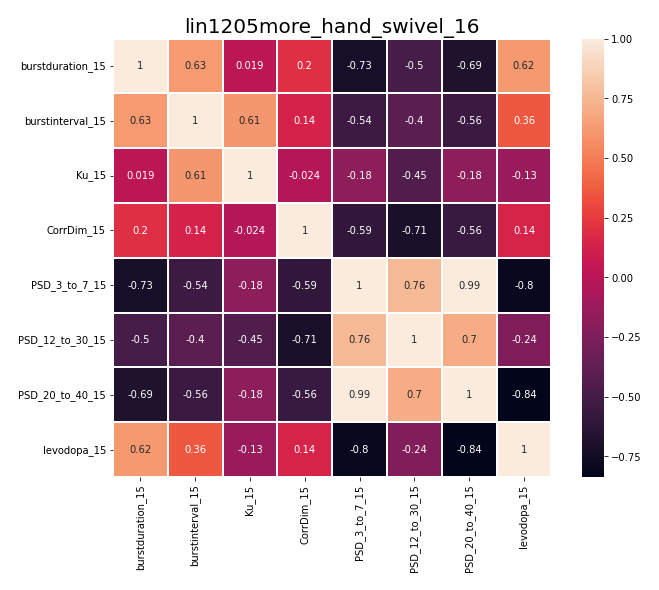 lin1205more_hand_swivel_16
burstduration_15 1 0.63 0.019 0.2 -0.73 -0.5 -0.69 0.62
burstinterval_15 0.63 1 0.61 0.14 -0.54 -0.4 -0.56 0.36
Ku_15 0.019 0.61 1 -0.024 -0.18 -0.45 -0.18 -0.13
CorrDim_15 0.2 0.14 -0.024 1 -0.59 -0.71 -0.56 0.14
PSD_3_to_7_15 -0.73 -0.54 -0.18 -0.59 1 0.76 0.99 -0.8
PSD_12_to_30_15 -0.5 -0.4 -0.45 -0.71 0.76 1 0.7 -0.24
PSD_20_to_40_15 -0.69 -0.56 -0.18 -0.56 0.99 0.7 1 -0.84
levodopa_15 0.62 0.36 -0.13 0.14 -0.8 -0.24 -0.84 1
burstduration_15
burstinterval_15
Ku_15
CorrDim_15
PSD_3_to_7_15
PSD_12_to_30_15
PSD_20_to_40_15
levodopa_15
1.00
0.75
0.50
0.25
0.00
−0.25
−0.50
−0.75